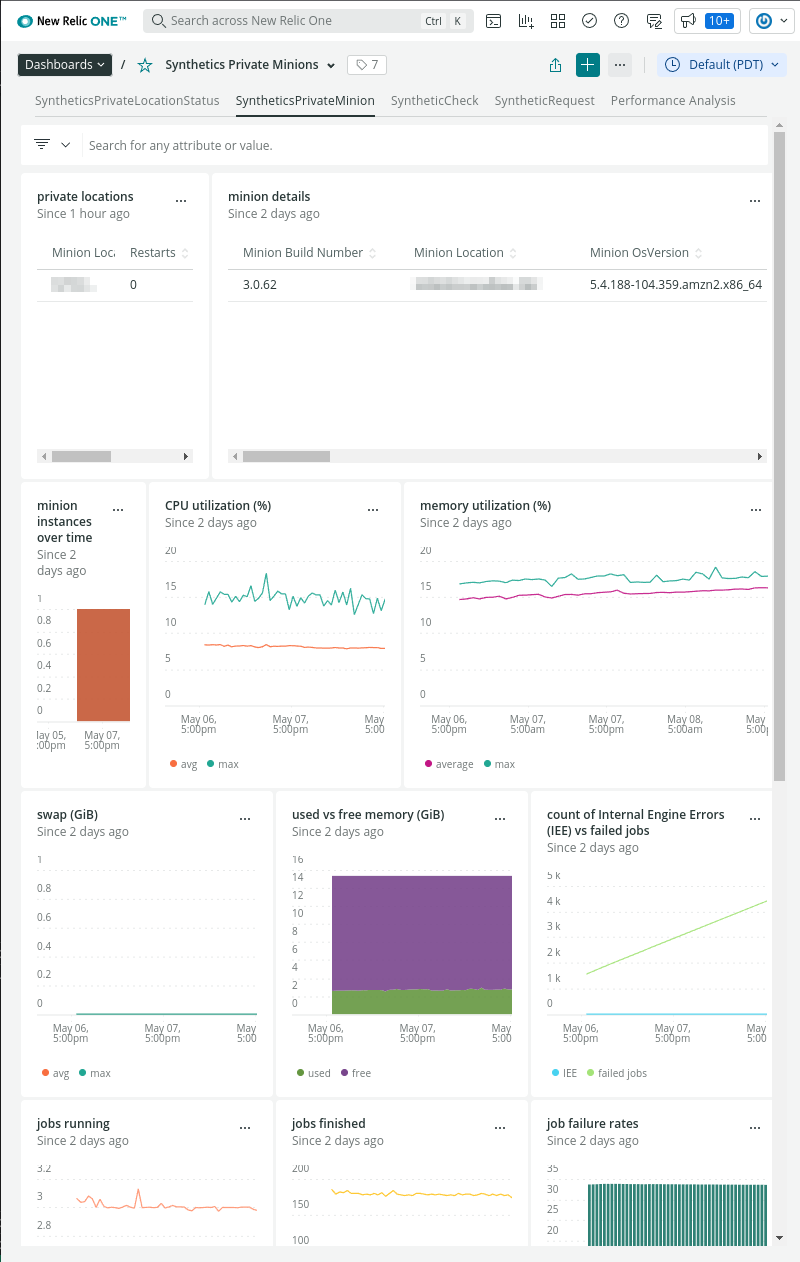 New Relic ONE™
Search across New Relic One
Ctrl K
10+
Dashboards / Synthetics Private Minions 7
Default (PDT)
SyntheticsPrivateLocationStatus SyntheticsPrivateMinion SyntheticCheck SyntheticRequest Performance Analysis
Search for any attribute or value.
private locations
Since 1 hour ago
Minion Loc Restarts
0
minion details
Since 2 days ago
Minion Build Number Minion Location Minion OsVersion
3.0.62 5.4.188-104.359.amzn2.x86_64
minion
instances
over time
Since 2
days ago
1
0.8
0.6
0.4
0.2
0
May 07,
:00pm 5:00pm
CPU utilization (%)
Since 2 days ago
20
15
10
5
0
May 06, May 07, May
5:00pm 5:00pm 5:00
avg max
memory utilization (%)
Since 2 days ago
20
15
10
5
0
May 06, May 07, May 07, May 08, May
5:00pm 5:00am 5:00pm 5:00am 5:00p
average max
swap (GiB)
Since 2 days ago
1
0.8
0.6
0.4
0.2
0
May 06, May 07, May
5:00pm 5:00pm 5:00
avg max
used vs free memory (GiB)
Since 2 days ago
16
14
12
10
8
6
4
2
0
May 06, May 07, May
5:00pm 5:00pm 5:00
used free
count of Internal Engine Errors
(IEE) vs failed jobs
Since 2 days ago
5 k
4 k
3 k
2 k
1 k
0
May 06, May 07, May
5:00pm 5:00pm 5:00
IEE failed jobs
jobs running
Since 2 days ago
3.2
3
2.8
jobs finished
Since 2 days ago
200
150
100
job failure rates
Since 2 days ago
35
30
25
20